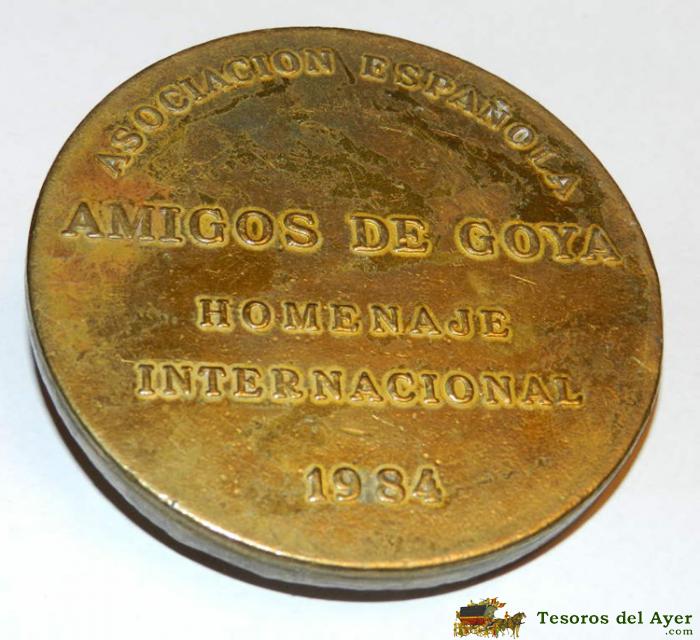 ASOCIACION ESPAÑOLA
AMIGOS DE GOYA
HOMENAJE
INTERNACIONAL
1984
Tesoros del Ayer
.com